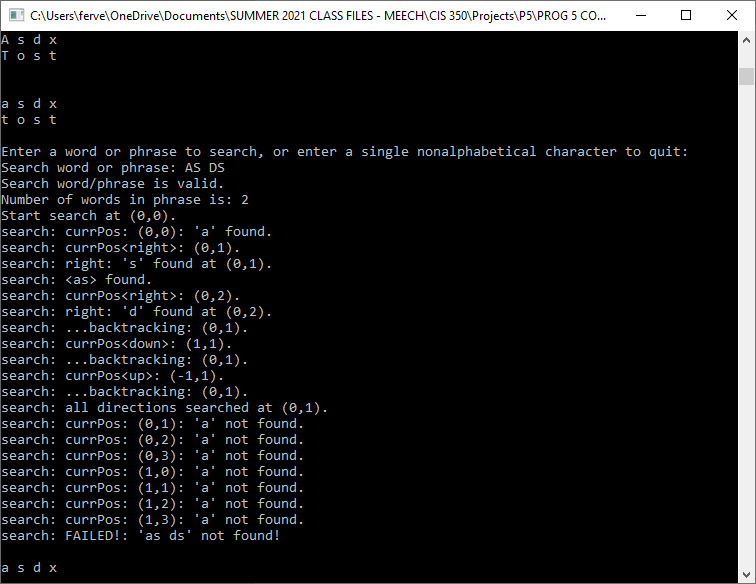 C:\Users\ferve\OneDrive\Documents\SUMMER 2021 CLASS FILES - MEECH\CIS 350\Projects\P5\PROG 5 CO...
A s d x
T o s t
a s d x
t o s t
Enter a word or phrase to search, or enter a single nonalphabetical character to quit:
Search word or phrase: AS DS
Search word/phrase is valid.
Number of words in phrase is: 2
Start search at (0,0).
search: currPos: (0,0): 'a' found.
search: currPos<right>: (0,1).
search: right: 's' found at (0,1).
search: <as> found.
search: currPos<right>: (0,2).
search: right: 'd' found at (0,2).
search: ...backtracking: (0,1).
search: currPos<down>: (1,1).
search: ...backtracking: (0,1).
search: currPos<up>: (-1,1).
search: ...backtracking: (0,1).
search: all directions searched at (0,1).
search: currPos: (0,1): 'a' not found.
search: currPos: (0,2): 'a' not found.
search: currPos: (0,3): 'a' not found.
search: currPos: (1,0): 'a' not found.
search: currPos: (1,1): 'a' not found.
search: currPos: (1,2): 'a' not found.
search: currPos: (1,3): 'a' not found.
search: FAILED!: 'as ds' not found!
a s d x